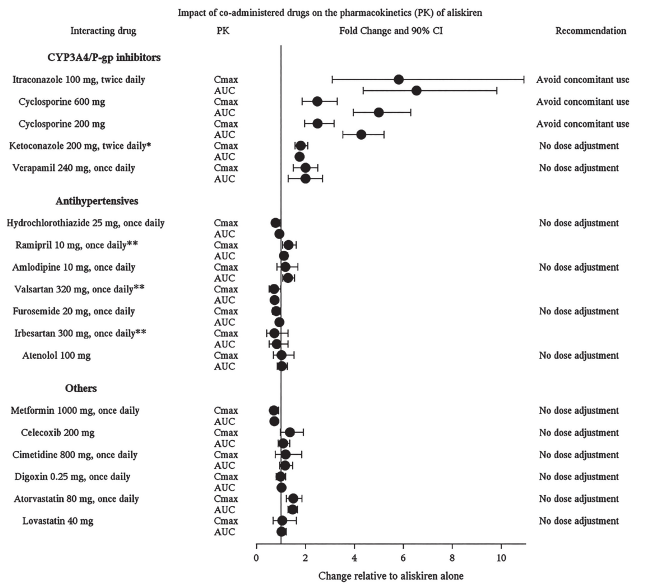 Impact of co-administered drugs on the pharmacokinetics (PK) of aliskiren
Interacting drug PK Fold Change and 90% CI Recommendation
CYP3A4/P-gp inhibitors
Itraconazole 100 mg, twice daily Cmax Avoid concomitant use
AUC
Cyclosporine 600 mg Cmax Avoid concomitant use
AUC
Cyclosporine 200 mg Cmax Avoid concomitant use
AUC
Ketoconazole 200 mg, twice daily* Cmax No dose adjustment
AUC
Verapamil 240 mg, once daily Cmax No dose adjustment
AUC
Antihypertensives
Hydrochlorothiazide 25 mg, once daily Cmax No dose adjustment
AUC
Ramipril 10 mg, once daily** Cmax
AUC
Amlodipine 10 mg, once daily Cmax No dose adjustment
AUC
Valsartan 320 mg, once daily** Cmax
AUC
Furosemide 20 mg, once daily Cmax No dose adjustment
AUC
Irbesartan 300 mg, once daily** Cmax
AUC
Atenolol 100 mg Cmax No dose adjustment
AUC
Others
Metformin 1000 mg, once daily Cmax No dose adjustment
AUC
Celecoxib 200 mg Cmax No dose adjustment
AUC
Cimetidine 800 mg, once daily Cmax No dose adjustment
AUC
Digoxin 0.25 mg, once daily Cmax No dose adjustment
AUC
Atorvastatin 80 mg, once daily Cmax No dose adjustment
AUC
Lovastatin 40 mg Cmax No dose adjustment
AUC
0 2 4 6 8 10
Change relative to aliskiren alone